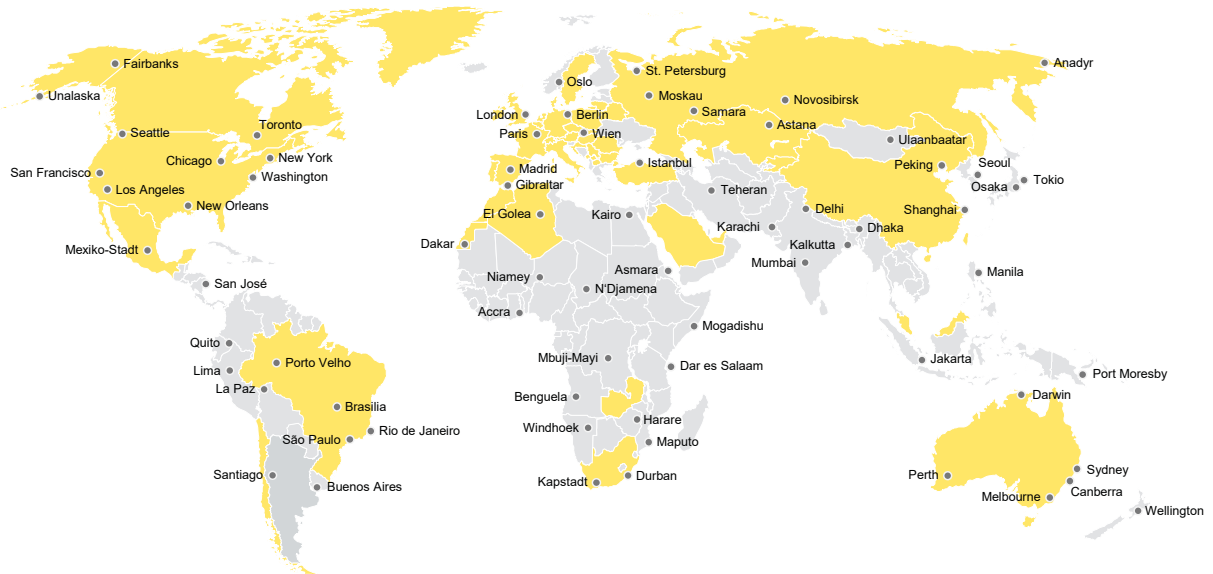 Fairbanks
Unalaska
Seattle
Toronto
Chicago
New York
San Francisco
Washington
Los Angeles
New Orleans
Mexiko-Stadt
San José
Quito
Porto Velho
Lima
La Paz
Brasilia
São Paulo
Rio de Janeiro
Santiago
Buenos Aires
Oslo
St. Petersburg
Moskau
London
Berlin
Samara
Novosibirsk
Anadyr
Paris
Wien
Astana
Ulaanbaatar
Madrid
Istanbul
Peking
Seoul
Gibraltar
Teheran
Osaka
Tokio
El Golea
Kairo
Delhi
Shanghai
Karachi
Dhaka
Dakar
Kalkutta
Mumbai
Niamey
Asmara
N'Djamena
Manila
Accra
Mogadishu
Mbuji-Mayi
Dar es Salaam
Jakarta
Port Moresby
Benguela
Darwin
Windhoek
Harare
Maputo
Kapstadt
Durban
Perth
Sydney
Melbourne
Canberra
Wellington